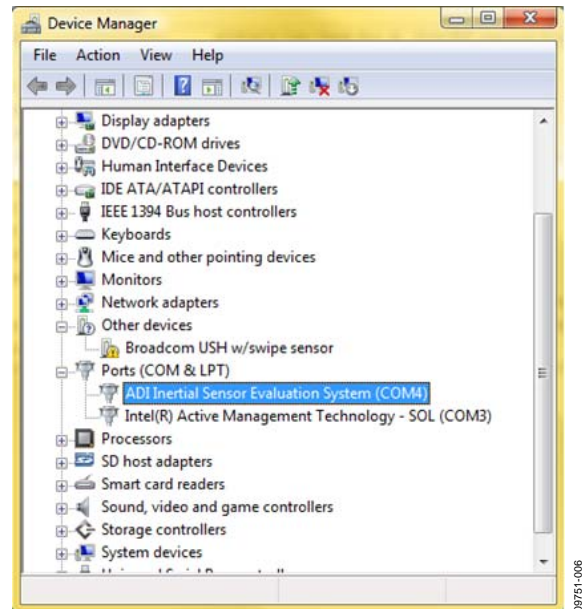 Device Manager
File Action View Help
Display adapters
DVD/CD-ROM drives
Human Interface Devices
IDE ATA/ATAPI controllers
IEEE 1394 Bus host controllers
Keyboards
Mice and other pointing devices
Monitors
Network adapters
Other devices
Broadcom USH w/swipe sensor
Ports (COM & LPT)
ADI Inertial Sensor Evaluation System (COM4)
Intel(R) Active Management Technology - SOL (COM3)
Processors
SD host adapters
Smart card readers
Sound, video and game controllers
Storage controllers
System devices
09751-006